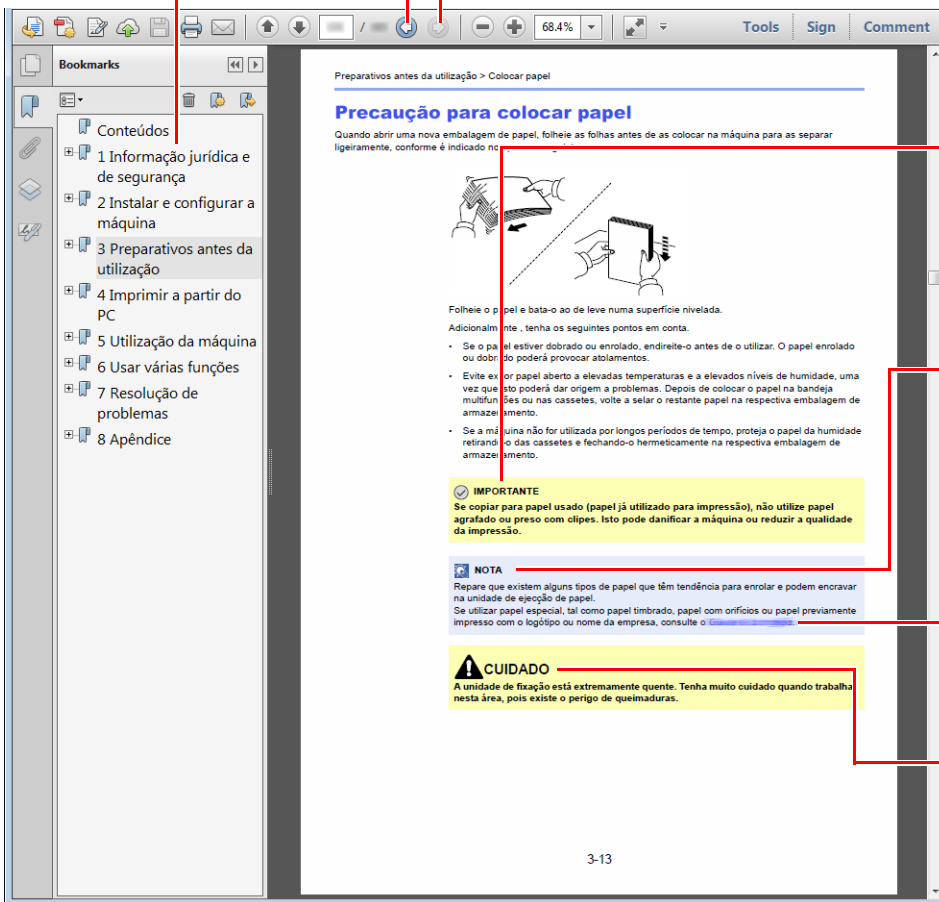 68.4%
Tools
Sign
Comment
Bookmarks
Conteúdos
1 Informação jurídica e
de segurança
2 Instalar e configurar a
máquina
3 Preparativos antes da
utilização
4 Imprimir a partir do
PC
5 Utilização da máquina
6 Usar várias funções
7 Resolução de
problemas
8 Apêndice
Preparativos antes da utilização > Colocar papel
Precaução para colocar papel
Quando abrir uma nova embalagem de papel, folheie as folhas antes de as colocar na máquina para as separar
ligeiramente, conforme é indicado
Folheie o papel e bata-o ao de leve numa superfície nivelada.
Adicionalmente , tenha os seguintes pontos em conta.
• Se o papel estiver dobrado ou enrolado, endireite-o antes de o utilizar. O papel enrolado
ou dobrado poderá provocar atolamentos.
• Evite expor papel aberto a elevadas temperaturas e a elevados níveis de humidade, uma
vez que isto poderá dar origem a problemas. Depois de colocar o papel na bandeja
multifunções ou nas cassetes, volte a selar o restante papel na respectiva embalagem de
armazenamento.
• Se a máquina não for utilizada por longos períodos de tempo, proteja o papel da humidade
retirando-o das cassetes e fechando-o hermeticamente na respectiva embalagem de
armazenamento.
IMPORTANTE
Se copiar para papel usado (papel já utilizado para impressão), não utilize papel
agrafado ou preso com clipes. Isto pode danificar a máquina ou reduzir a qualidade
da impressão.
NOTA
Repare que existem alguns tipos de papel que têm tendência para enrolar e podem encravar
na unidade de ejecção de papel.
Se utilizar papel especial, tal como papel timbrado, papel com orifícios ou papel previamente
impresso com o logótipo ou nome da empresa, consulte o
CUIDADO
A unidade de fixação está extremamente quente. Tenha muito cuidado quando trabalha
nesta área, pois existe o perigo de queimaduras.
3-13